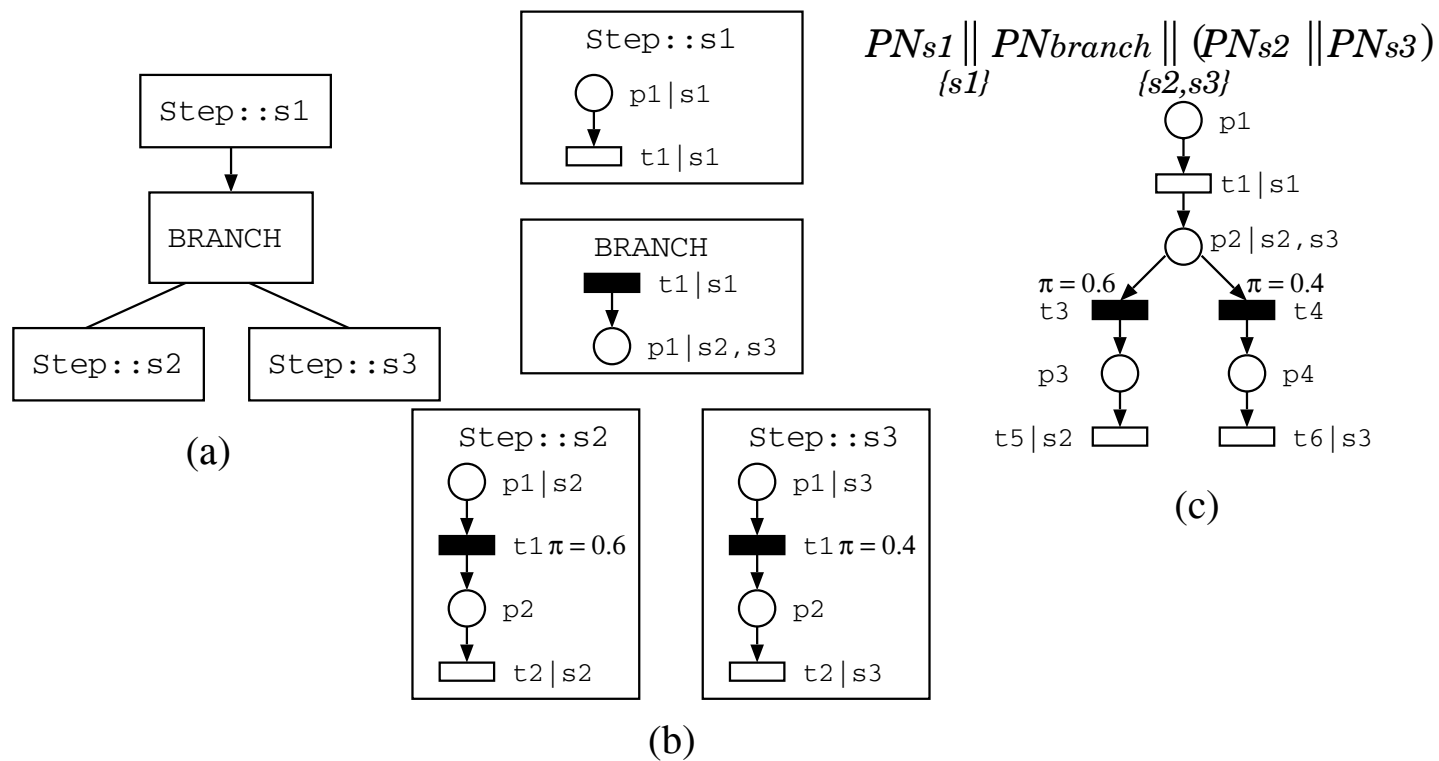 Step::s1
BRANCH
Step::s2
Step::s3
(a)
Step::s1
p1|s1
t1|s1
BRANCH
t1|s1
p1|s2,s3
Step::s2
p1|s2
t1 π = 0.6
p2
t2|s2
Step::s3
p1|s3
t1 π = 0.4
p2
t2|s3
(b)
PNs1 || PNbranch || (PNs2 || PNs3)
{s1} {s2,s3}
p1
t1|s1
p2|s2,s3
π = 0.6 π = 0.4
t3 t4
p3 p4
t5|s2 t6|s3
(c)